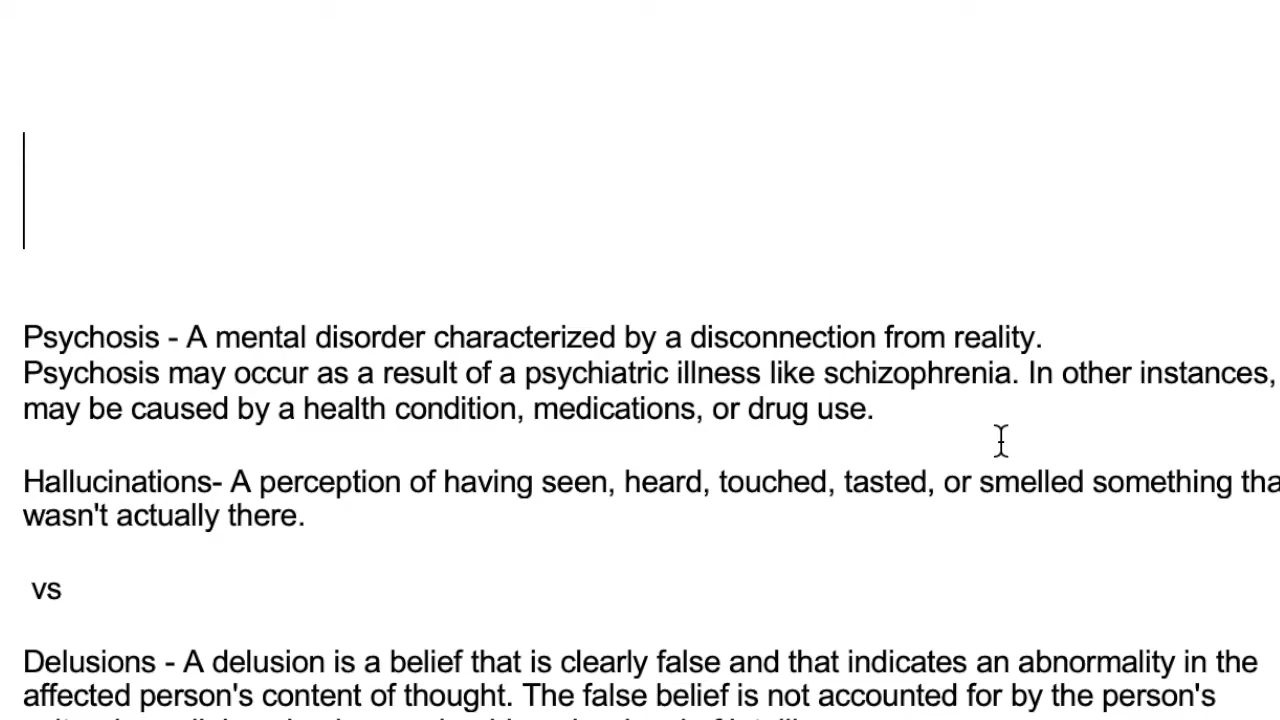 Psychosis - A mental disorder characterized by a disconnection from reality.
Psychosis may occur as a result of a psychiatric illness like schizophrenia. In other instances,
may be caused by a health condition, medications, or drug use.
Hallucinations- A perception of having seen, heard, touched, tasted, or smelled something
wasn't actually there.
vs
Delusions - A delusion is a belief that is clearly false and that indicates an abnormality in the
affected person's content of thought. The false belief is not accounted for by the person's